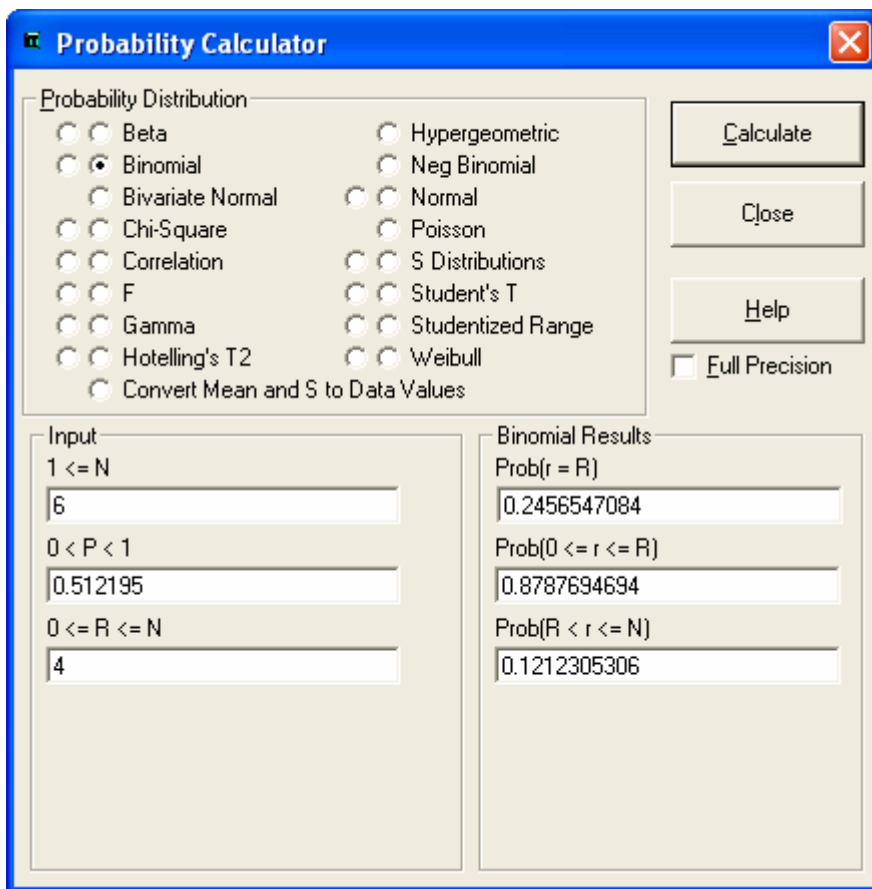 Probability Calculator
Probability Distribution
Beta
Binomial
Bivariate Normal
Chi-Square
Correlation
F
Gamma
Hotelling's T2
Convert Mean and S to Data Values
Hypergeometric
Neg Binomial
Normal
Poisson
S Distributions
Student's T
Studentized Range
Weibull
Calculate
Close
Help
Full Precision
Input
1 <= N
6
0 < P < 1
0.512195
0 <= R <= N
4
Binomial Results
Prob(r = R)
0.2456547084
Prob(0 <= r <= R)
0.8787694694
Prob(R < r <= N)
0.1212305306